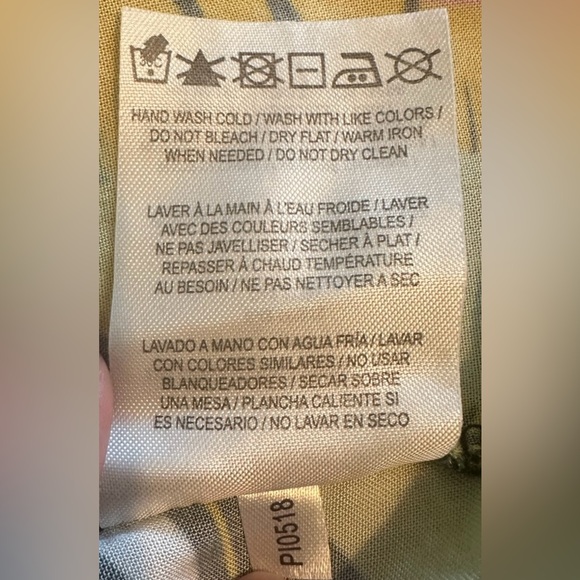 HAND WASH COLD / WASH WITH LIKE COLORS /
DO NOT BLEACH / DRY FLAT / WARM IRON
WHEN NEEDED / DO NOT DRY CLEAN
LAVER À LA MAIN À L'EAU FROIDE / LAVER
AVEC DES COULEURS SEMBLABLES /
NE PAS JAVELLISER / SECHER À PLAT /
REPASSER À CHAUD TEMPÉRATURE
AU BESOIN / NE PAS NETTOYER A SEC
LAVADO A MANO CON AGUA FRÍA / LAVAR
CON COLORES SIMILARES / NO USAR
BLANQUEADORES / SECAR SOBRE
UNA MESA / PLANCHA CALIENTE SI
ES NECESARIO / NO LAVAR EN SECO
PI0518